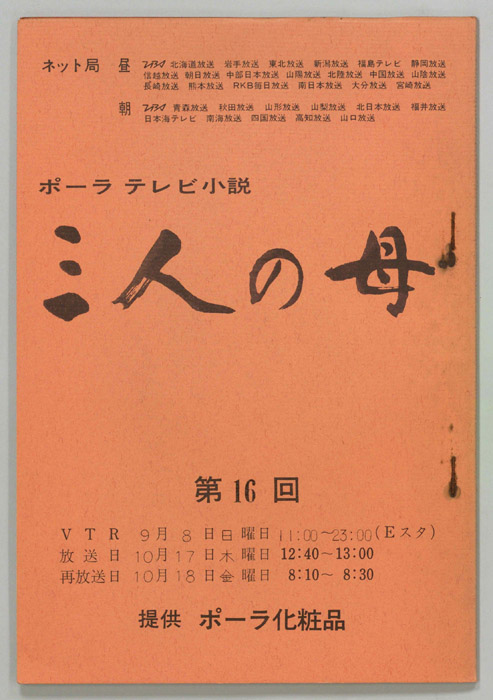 ネット局 昼 TBS 北海道放送 岩手放送 東北放送 新潟放送 福島テレビ 静岡放送
信越放送 朝日放送 中部日本放送 山陽放送 北陸放送 中国放送 山陰放送
長崎放送 熊本放送 RKB毎日放送 南日本放送 大分放送 宮崎放送
朝 TBS 青森放送 秋田放送 山形放送 山梨放送 北日本放送 福井放送
日本海テレビ 南海放送 四国放送 高知放送 山口放送
ポーラ テレビ小説
三人の母
第16回
VTR 9月 8日日曜日 11:00〜23:00(Eスタ)
放送日 10月17日木曜日 12:40〜13:00
再放送日 10月18日金曜日 8:10〜 8:30
提供 ポーラ化粧品